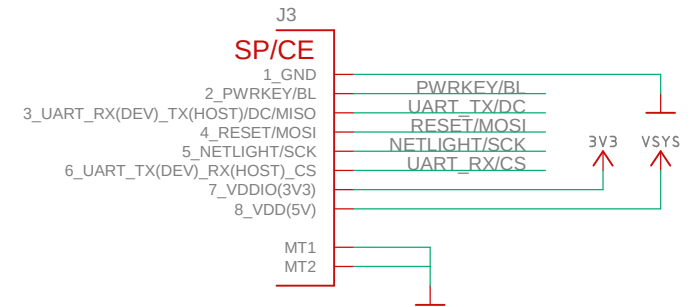 J3
SP/CE
1_GND
2_PWRKEY/BL PWRKEY/BL
3_UART_RX(DEV)_TX(HOST)/DC/MISO UART_TX/DC
4_RESET/MOSI RESET/MOSI
5_NETLIGHT/SCK NETLIGHT/SCK 3V3 VSYS
6_UART_TX(DEV)_RX(HOST)_CS UART_RX/CS
7_VDDIO(3V3)
8_VDD(5V)
MT1
MT2